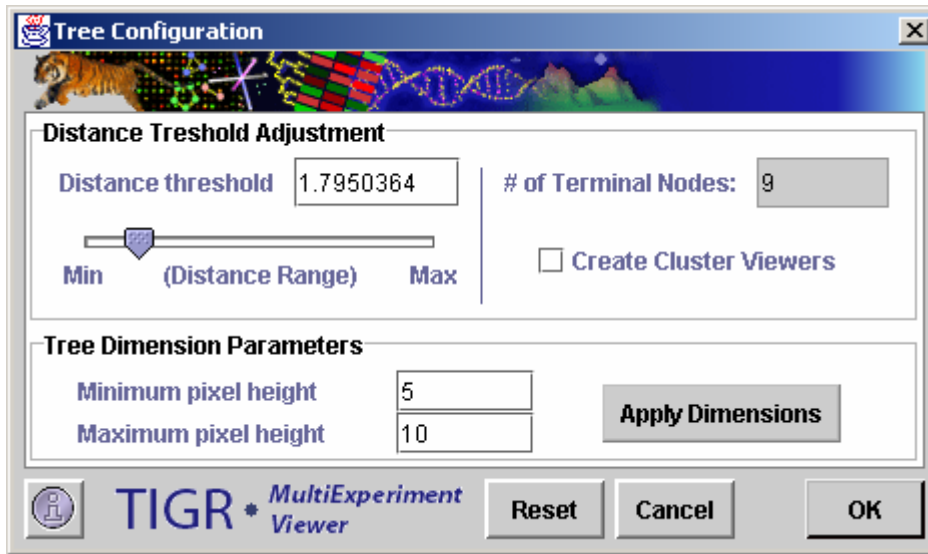 Tree Configuration
Distance Treshold Adjustment
Distance threshold 1.7950364 # of Terminal Nodes: 9
Create Cluster Viewers
Min (Distance Range) Max
Tree Dimension Parameters
Minimum pixel height 5
Maximum pixel height 10
Apply Dimensions
TIGR • MultiExperiment Viewer
Reset Cancel OK